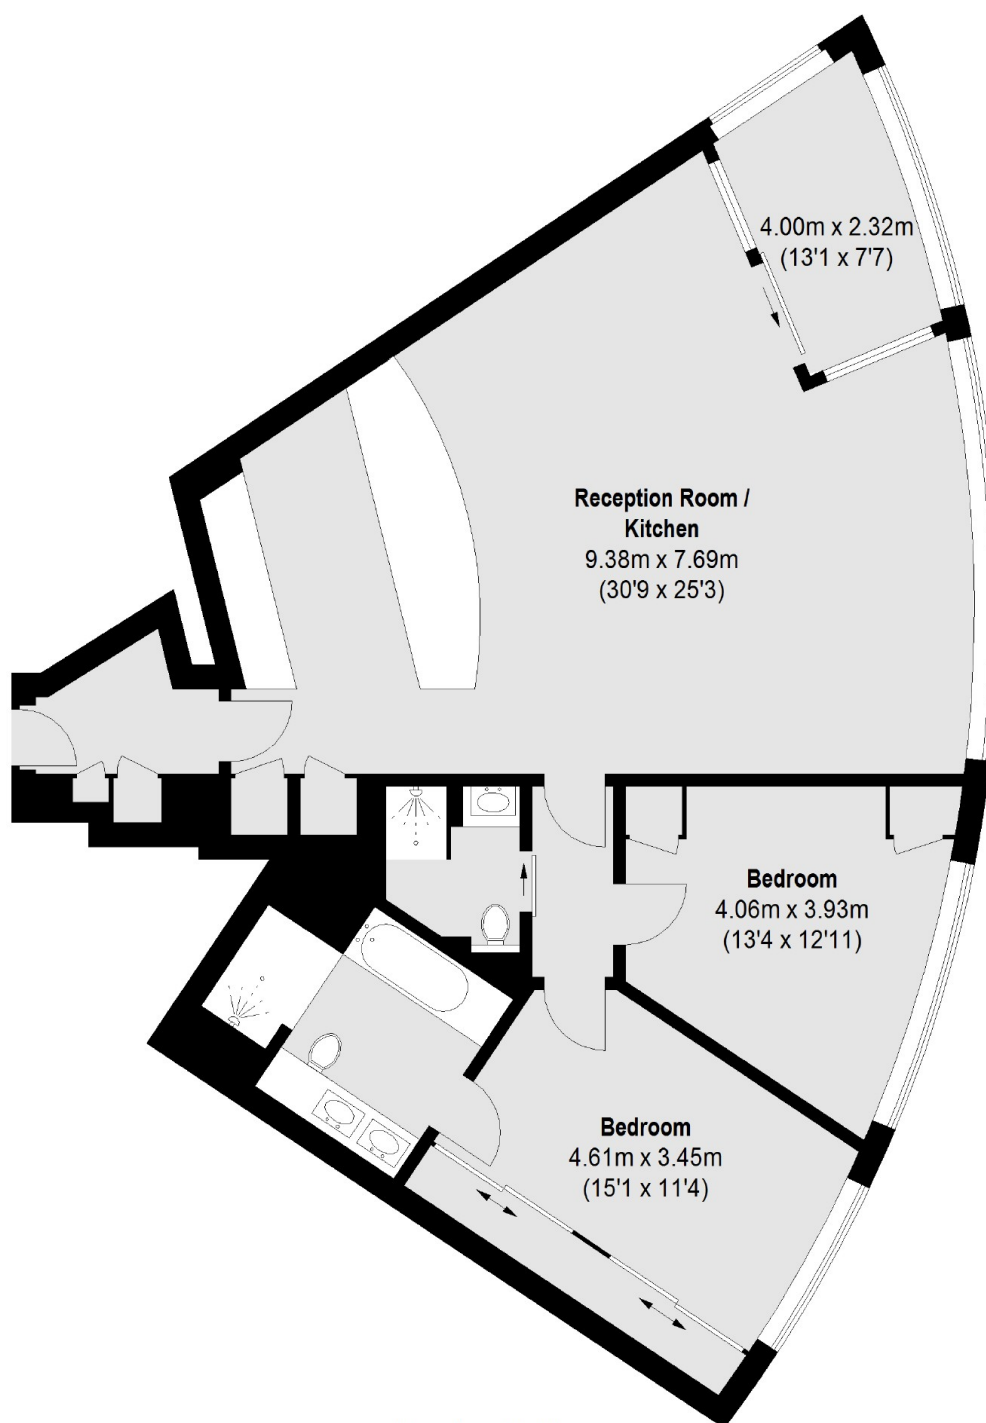 4.00m x 2.32m
(13'1 x 7'7)
Reception Room /
Kitchen
9.38m x 7.69m
(30'9 x 25'3)
Bedroom
4.06m x 3.93m
(13'4 x 12'11)
Bedroom
4.61m x 3.45m
(15'1 x 11'4)